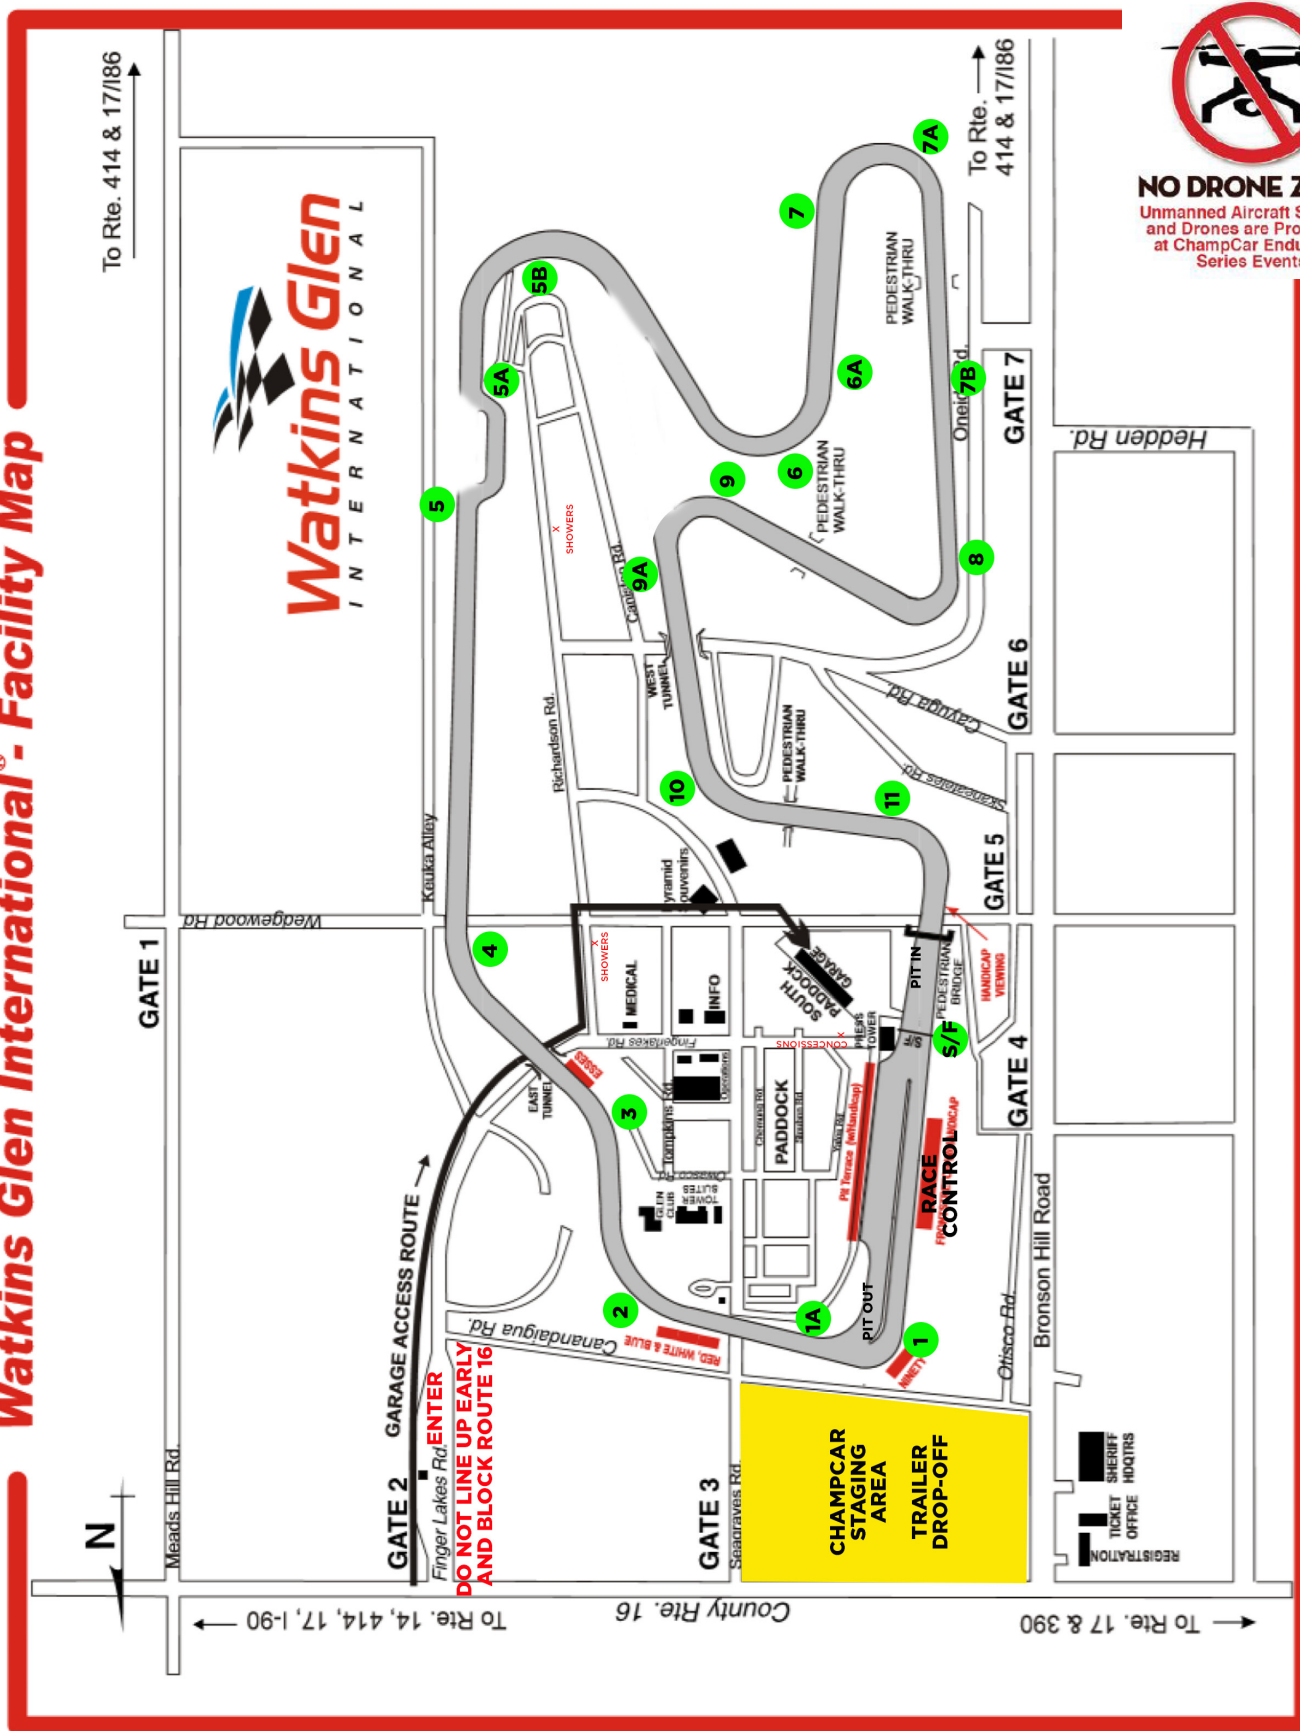 Watkins Glen International® - Facility Map
N
To Rte. 414 & 17/I86
Meads Hill Rd.
GATE 1
Watkins Glen
INTERNATIONAL
NO DRONE
Unmanned Aircraft
and Drones are
at ChampCar
Series
To Rte.
414 & 17/I86
GATE 2
GARAGE ACCESS ROUTE
Finger Lakes Rd.
ENTER
DO NOT LINE UP EARLY
AND BLOCK ROUTE 16
Canandaigua Rd.
Wedgewood Rd
Keuka Alley
Richardson Rd.
EAST
TUNNEL
ESSES
SHOWERS
X
MEDICAL
INFO
Fingerlakes Rd.
Tompkins Rd.
Operations
Owasco Rd.
GLEN
CLUB
TOWER
SUITES
RED, WHITE & BLUE
GATE 3
Seagraves Rd.
CHAMPCAR
STAGING
AREA
TRAILER
DROP-OFF
PADDOCK
Chemung Rd.
Steuben Rd.
Yates Rd.
Pit Terrace (w/Handicap)
CONCESSIONS
X
PRESS
TOWER
SOUTH
PADDOCK
GARAGE
PIT IN
PIT OUT
S/F
S/F
PEDESTRIAN
BRIDGE
HANDICAP
VIEWING
RACE
CONTROL
NINETY
X
SHOWERS
WEST
TUNNEL
PEDESTRIAN
WALK-THRU
PEDESTRIAN
WALK-THRU
PEDESTRIAN
WALK-THRU
Cayuga Rd.
Skaneateles Rd.
GATE 4
GATE 5
GATE 6
GATE 7
Hedden Rd.
Otisco Rd.
Bronson Hill Road
SHERIFF
HDQTRS
TICKET
OFFICE
REGISTRATION
County Rte. 16
To Rte. 14, 414, 17, I-90
To Rte. 17 & 390
1
1A
2
3
4
5
5A
5B
6
6A
7
7A
7B
8
9
9A
10
11